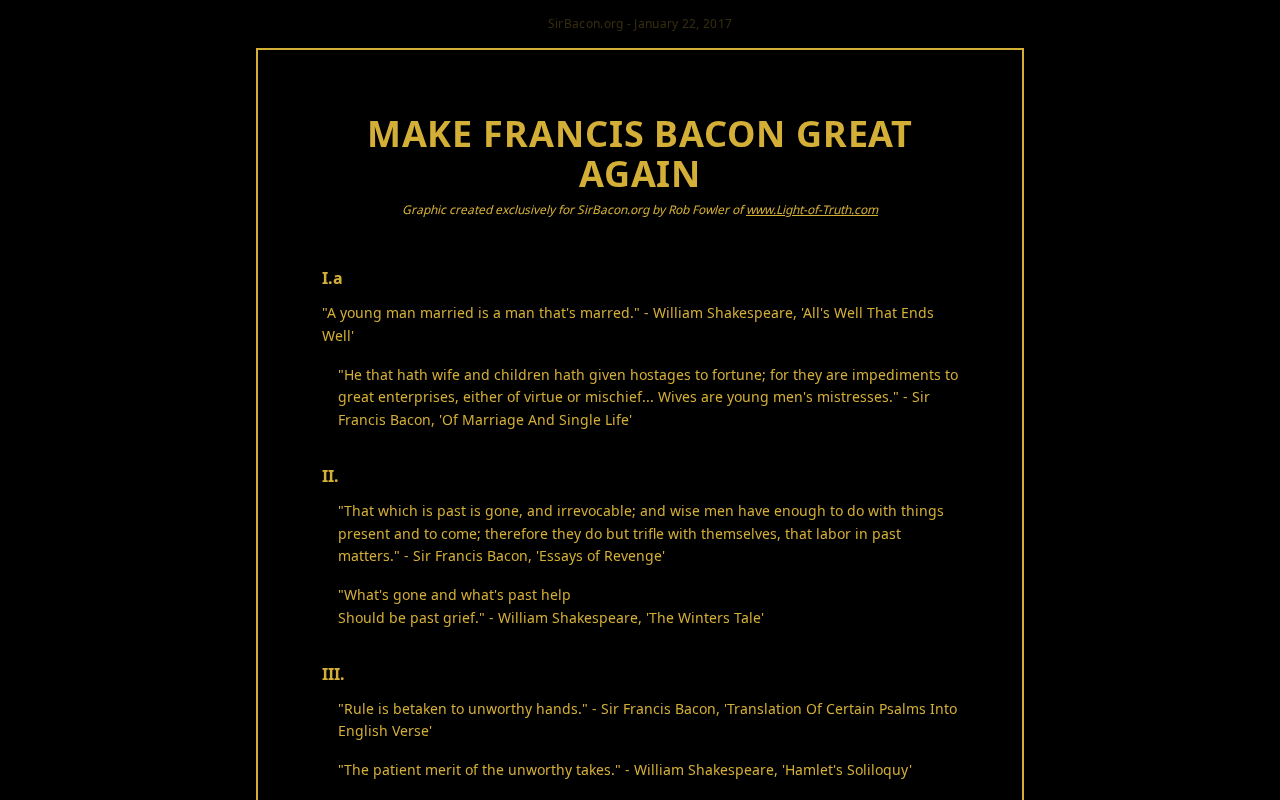 SirBacon.org - January 22, 2017
MAKE FRANCIS BACON GREAT
AGAIN
Graphic created exclusively for SirBacon.org by Rob Fowler of www.Light-of-Truth.com
I.a
"A young man married is a man that's marred." - William Shakespeare, 'All's Well That Ends
Well'
"He that hath wife and children hath given hostages to fortune; for they are impediments to
great enterprises, either of virtue or mischief... Wives are young men's mistresses." - Sir
Francis Bacon, 'Of Marriage And Single Life'
II.
"That which is past is gone, and irrevocable; and wise men have enough to do with things
present and to come; therefore they do but trifle with themselves, that labor in past
matters." - Sir Francis Bacon, 'Essays of Revenge'
"What's gone and what's past help
Should be past grief." - William Shakespeare, 'The Winters Tale'
III.
"Rule is betaken to unworthy hands." - Sir Francis Bacon, 'Translation Of Certain Psalms Into
English Verse'
"The patient merit of the unworthy takes." - William Shakespeare, 'Hamlet's Soliloquy'